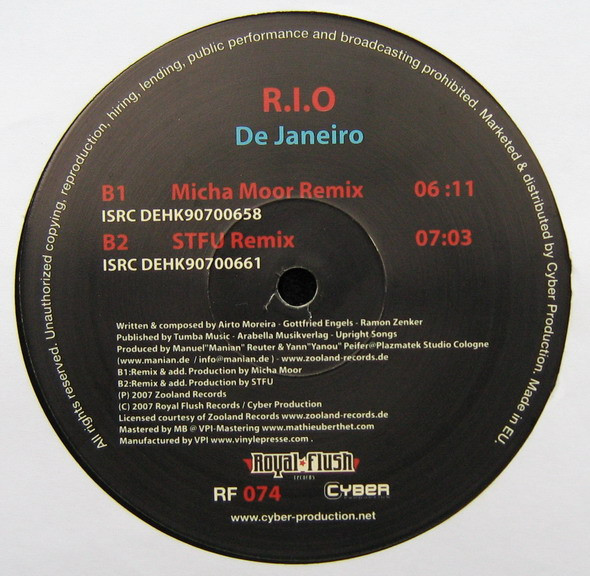 All rights reserved. Unauthorized copying, reproduction, hiring, lending, public performance and broadcasting prohibited. Marketed & distributed by Cyber Production. Made in EU.
R.I.O
De Janeiro
B1 Micha Moor Remix 06 :11
ISRC DEHK90700658
B2 STFU Remix 07:03
ISRC DEHK90700661
Written & composed by Airto Moreira - Gottfried Engels - Ramon Zenker
Published by Tumba Music - Arabella Musikverlag - Upright Songs
Produced by Manuel"Manian" Reuter & Yann"Yanou" Peifer@Plazmatek Studio Cologne
(www.manian.de / info@manian.de ) - www.zooland-records.de
B1:Remix & add. Production by Micha Moor
B2:Remix & add. Production by STFU
(P) 2007 Zooland Records
(C) 2007 Royal Flush Records / Cyber Production
Licensed courtesy of Zooland Records www.zooland-records.de
Mastered by MB @ VPI-Mastering www.mathieuberthet.com
Manufactured by VPI www.vinylepresse.com .
Royal Flush
records
RF 074
CYBER
www.cyber-production.net